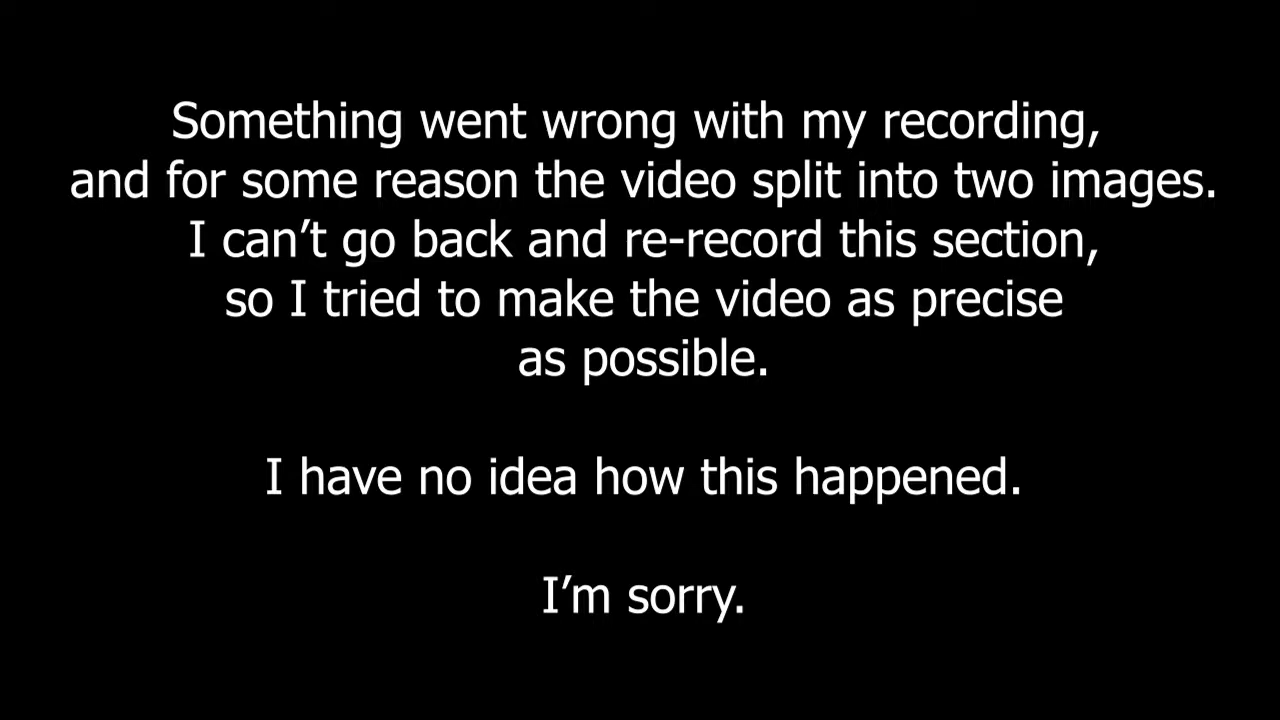 Something went wrong with my recording,
and for some reason the video split into two images.
I can’t go back and re-record this section,
so I tried to make the video as precise
as possible.
I have no idea how this happened.
I’m sorry.